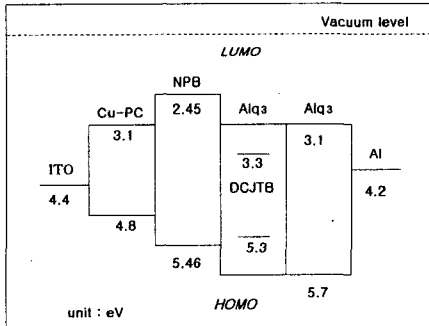 Vacuum level
LUMO
NPB
Cu-PC 2.45 Alq3 Alq3
3.1 3.1
ITO 3.3 Al
4.4 DCJTB 4.2
4.8 5.3
5.46
5.7
unit : eV HOMO